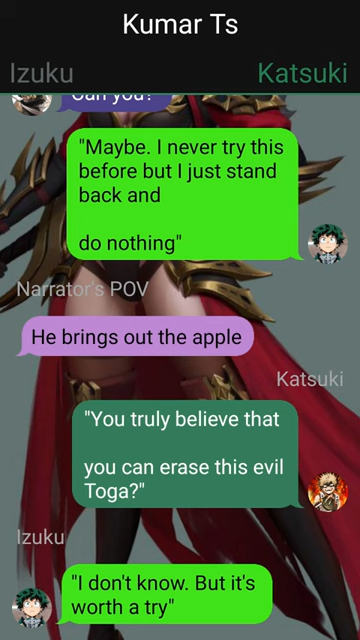 Kumar Ts
Izuku
Katsuki
Can you?"
"Maybe. I never try this
before but I just stand
back and
do nothing"
Narrator's POV
He brings out the apple
Katsuki
"You truly believe that
you can erase this evil
Toga?"
Izuku
"I don't know. But it's
worth a try"